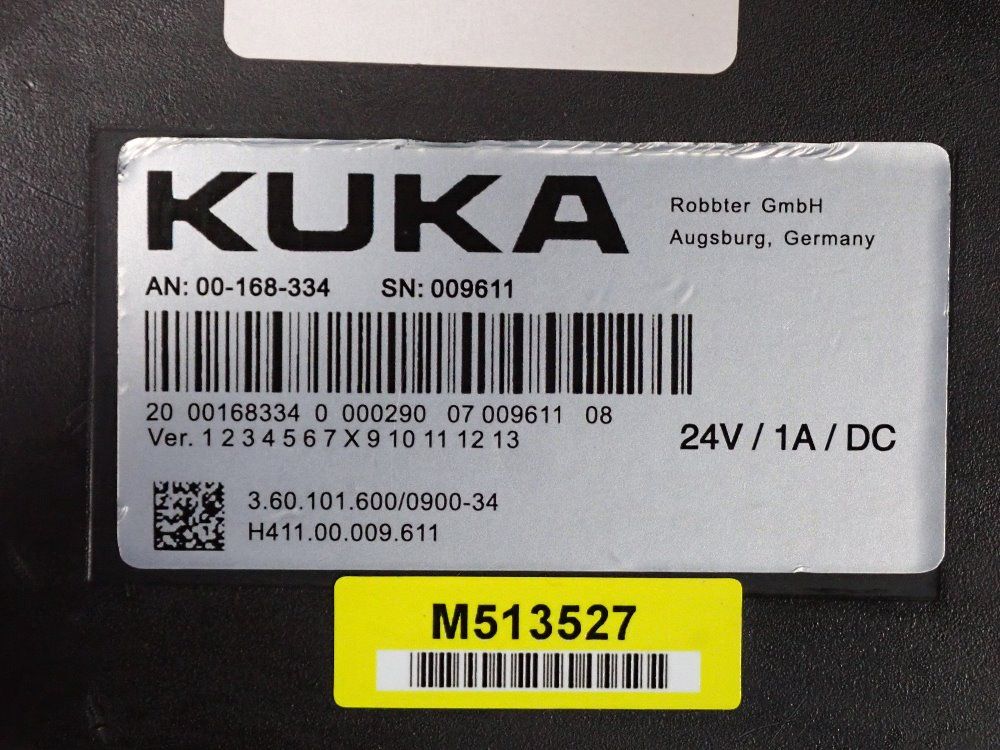 KUKA
Robbter GmbH
Augsburg, Germany
AN: 00-168-334 SN: 009611
20 00168334 0 000290 07 009611 08
Ver. 1 2 3 4 5 6 7 X 9 10 11 12 13
24V / 1A / DC
3.60.101.600/0900-34
H411.00.009.611
M513527